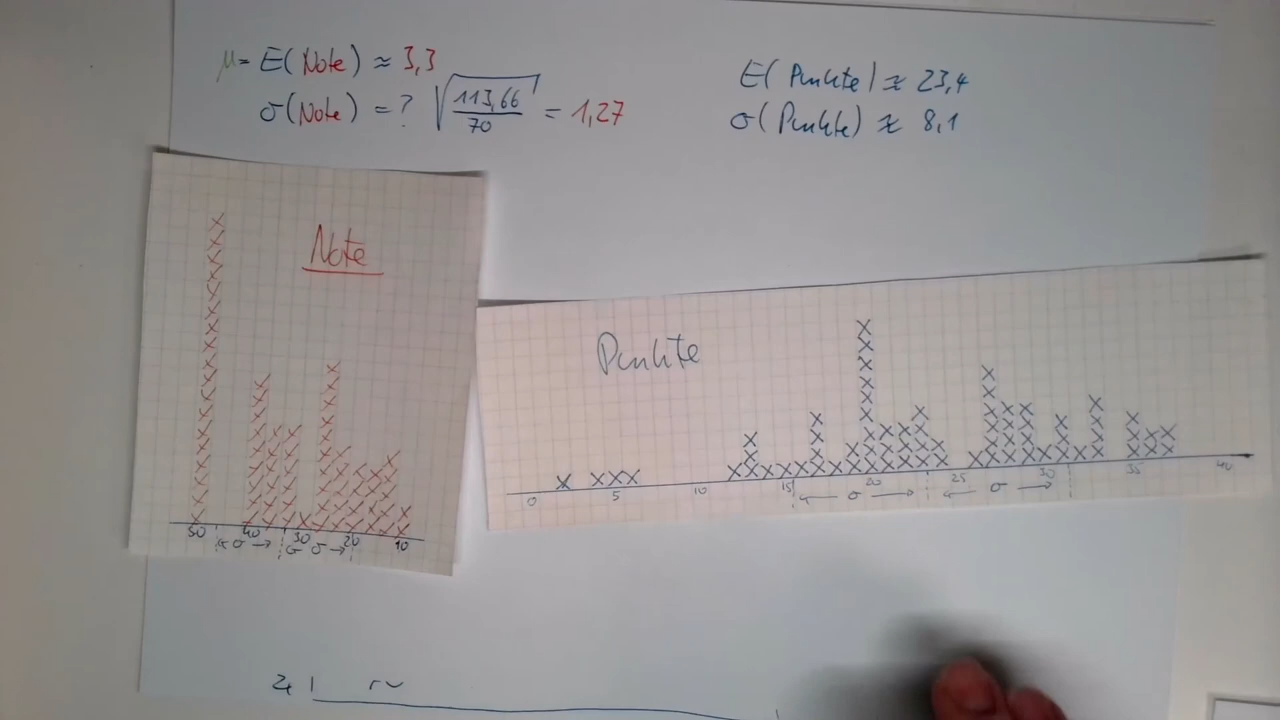 μ = E(Note) ≈ 3,3
σ(Note) = ? √(113,66 / 70) = 1,27
E(Punkte) ≈ 23,4
σ(Punkte) ≈ 8,1
Note
50 40 30 20 10
← σ → ← σ →
Punkte
0 5 10 15 20 25 30 35 40
← σ → ← σ →